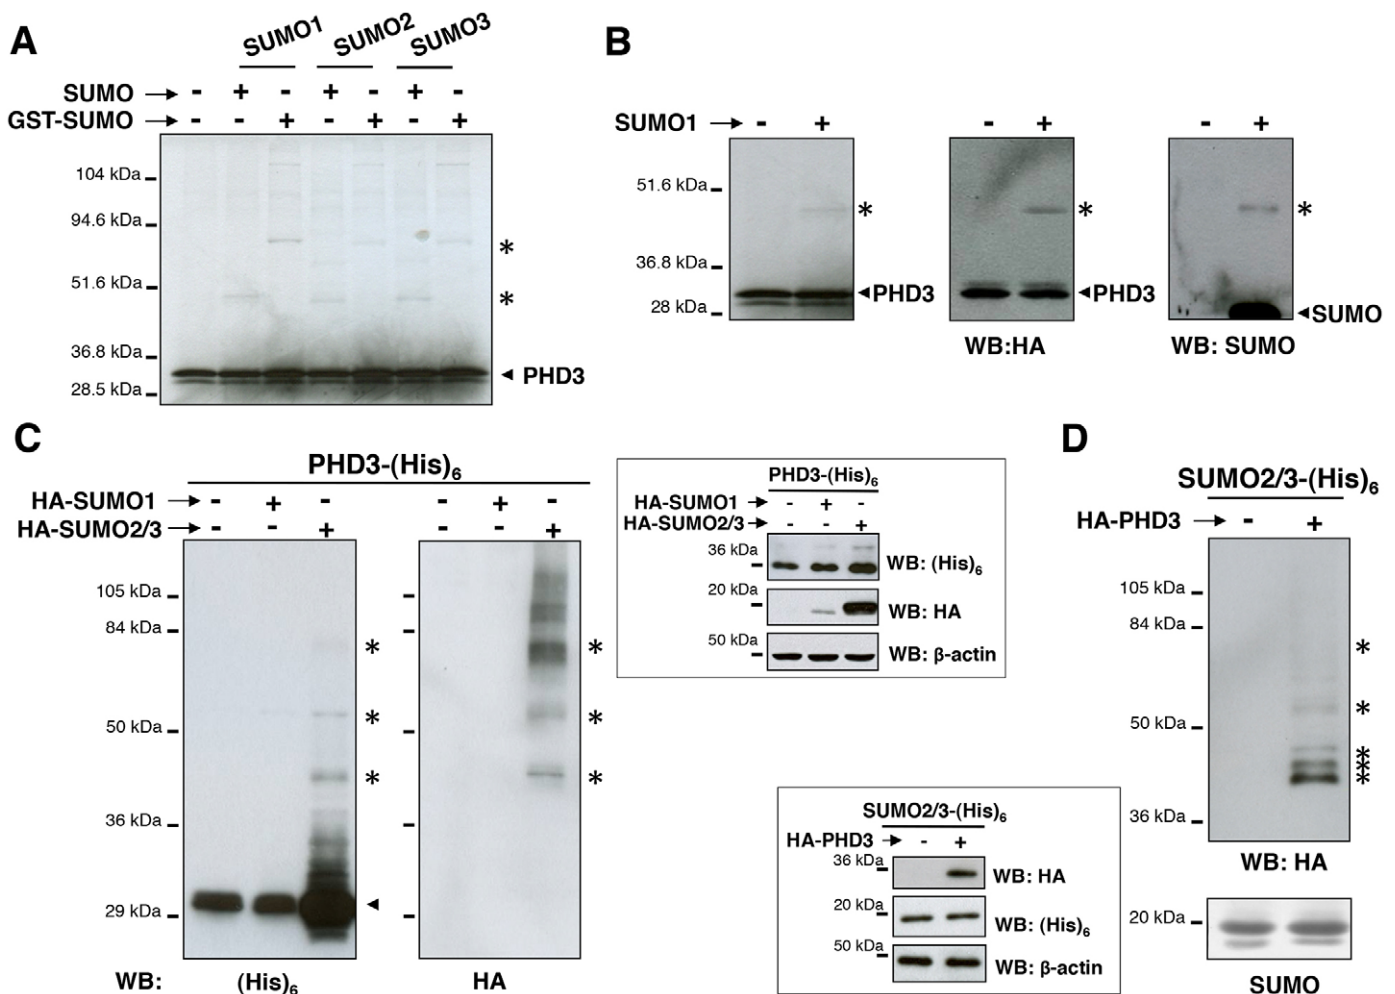 A
SUMO1 SUMO2 SUMO3
SUMO → - + - + - + -
GST-SUMO → - - + - + - +
104 kDa
94.6 kDa
*
51.6 kDa
*
36.8 kDa
◄ PHD3
28.5 kDa
B
SUMO1 → - + - + - +
51.6 kDa
* * *
36.8 kDa
◄PHD3 ◄PHD3
28 kDa
◄SUMO
WB:HA WB: SUMO
C
PHD3-(His)6
HA-SUMO1 → - + - - + -
HA-SUMO2/3 → - - + - - +
105 kDa
84 kDa
* *
* *
50 kDa
* *
36 kDa
◄
29 kDa
WB: (His)6 HA
PHD3-(His)6
HA-SUMO1 → - + -
HA-SUMO2/3 → - - +
36 kDa
WB: (His)6
20 kDa
WB: HA
50 kDa
WB: β-actin
SUMO2/3-(His)6
HA-PHD3 → - +
36 kDa
WB: HA
20 kDa
WB: (His)6
50 kDa
WB: β-actin
D
SUMO2/3-(His)6
HA-PHD3 → - +
105 kDa
84 kDa
*
*
50 kDa
*
*
*
36 kDa
WB: HA
20 kDa
SUMO